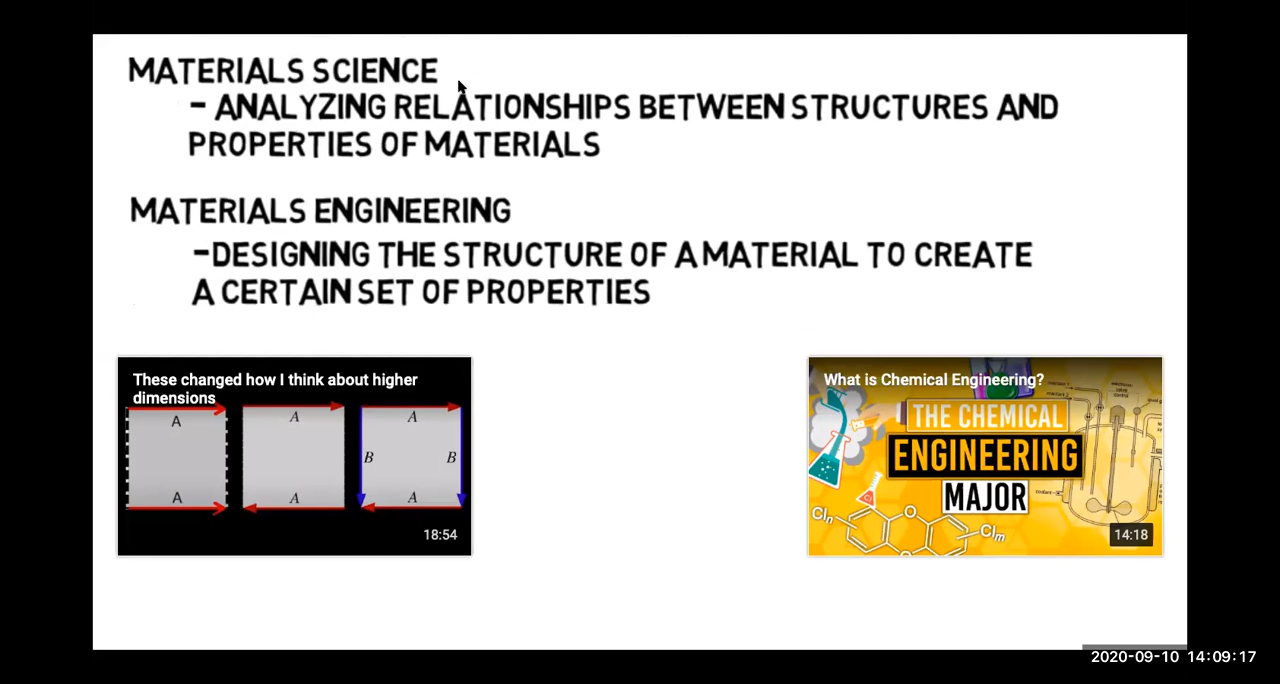 MATERIALS SCIENCE
- ANALYZING RELATIONSHIPS BETWEEN STRUCTURES AND
PROPERTIES OF MATERIALS
MATERIALS ENGINEERING
-DESIGNING THE STRUCTURE OF A MATERIAL TO CREATE
A CERTAIN SET OF PROPERTIES
These changed how I think about higher
dimensions
A A A
B B
A A A
18:54
What is Chemical Engineering?
THE CHEMICAL
ENGINEERING
MAJOR
Cln
O
O
Clm
14:18
2020-09-10 14:09:17